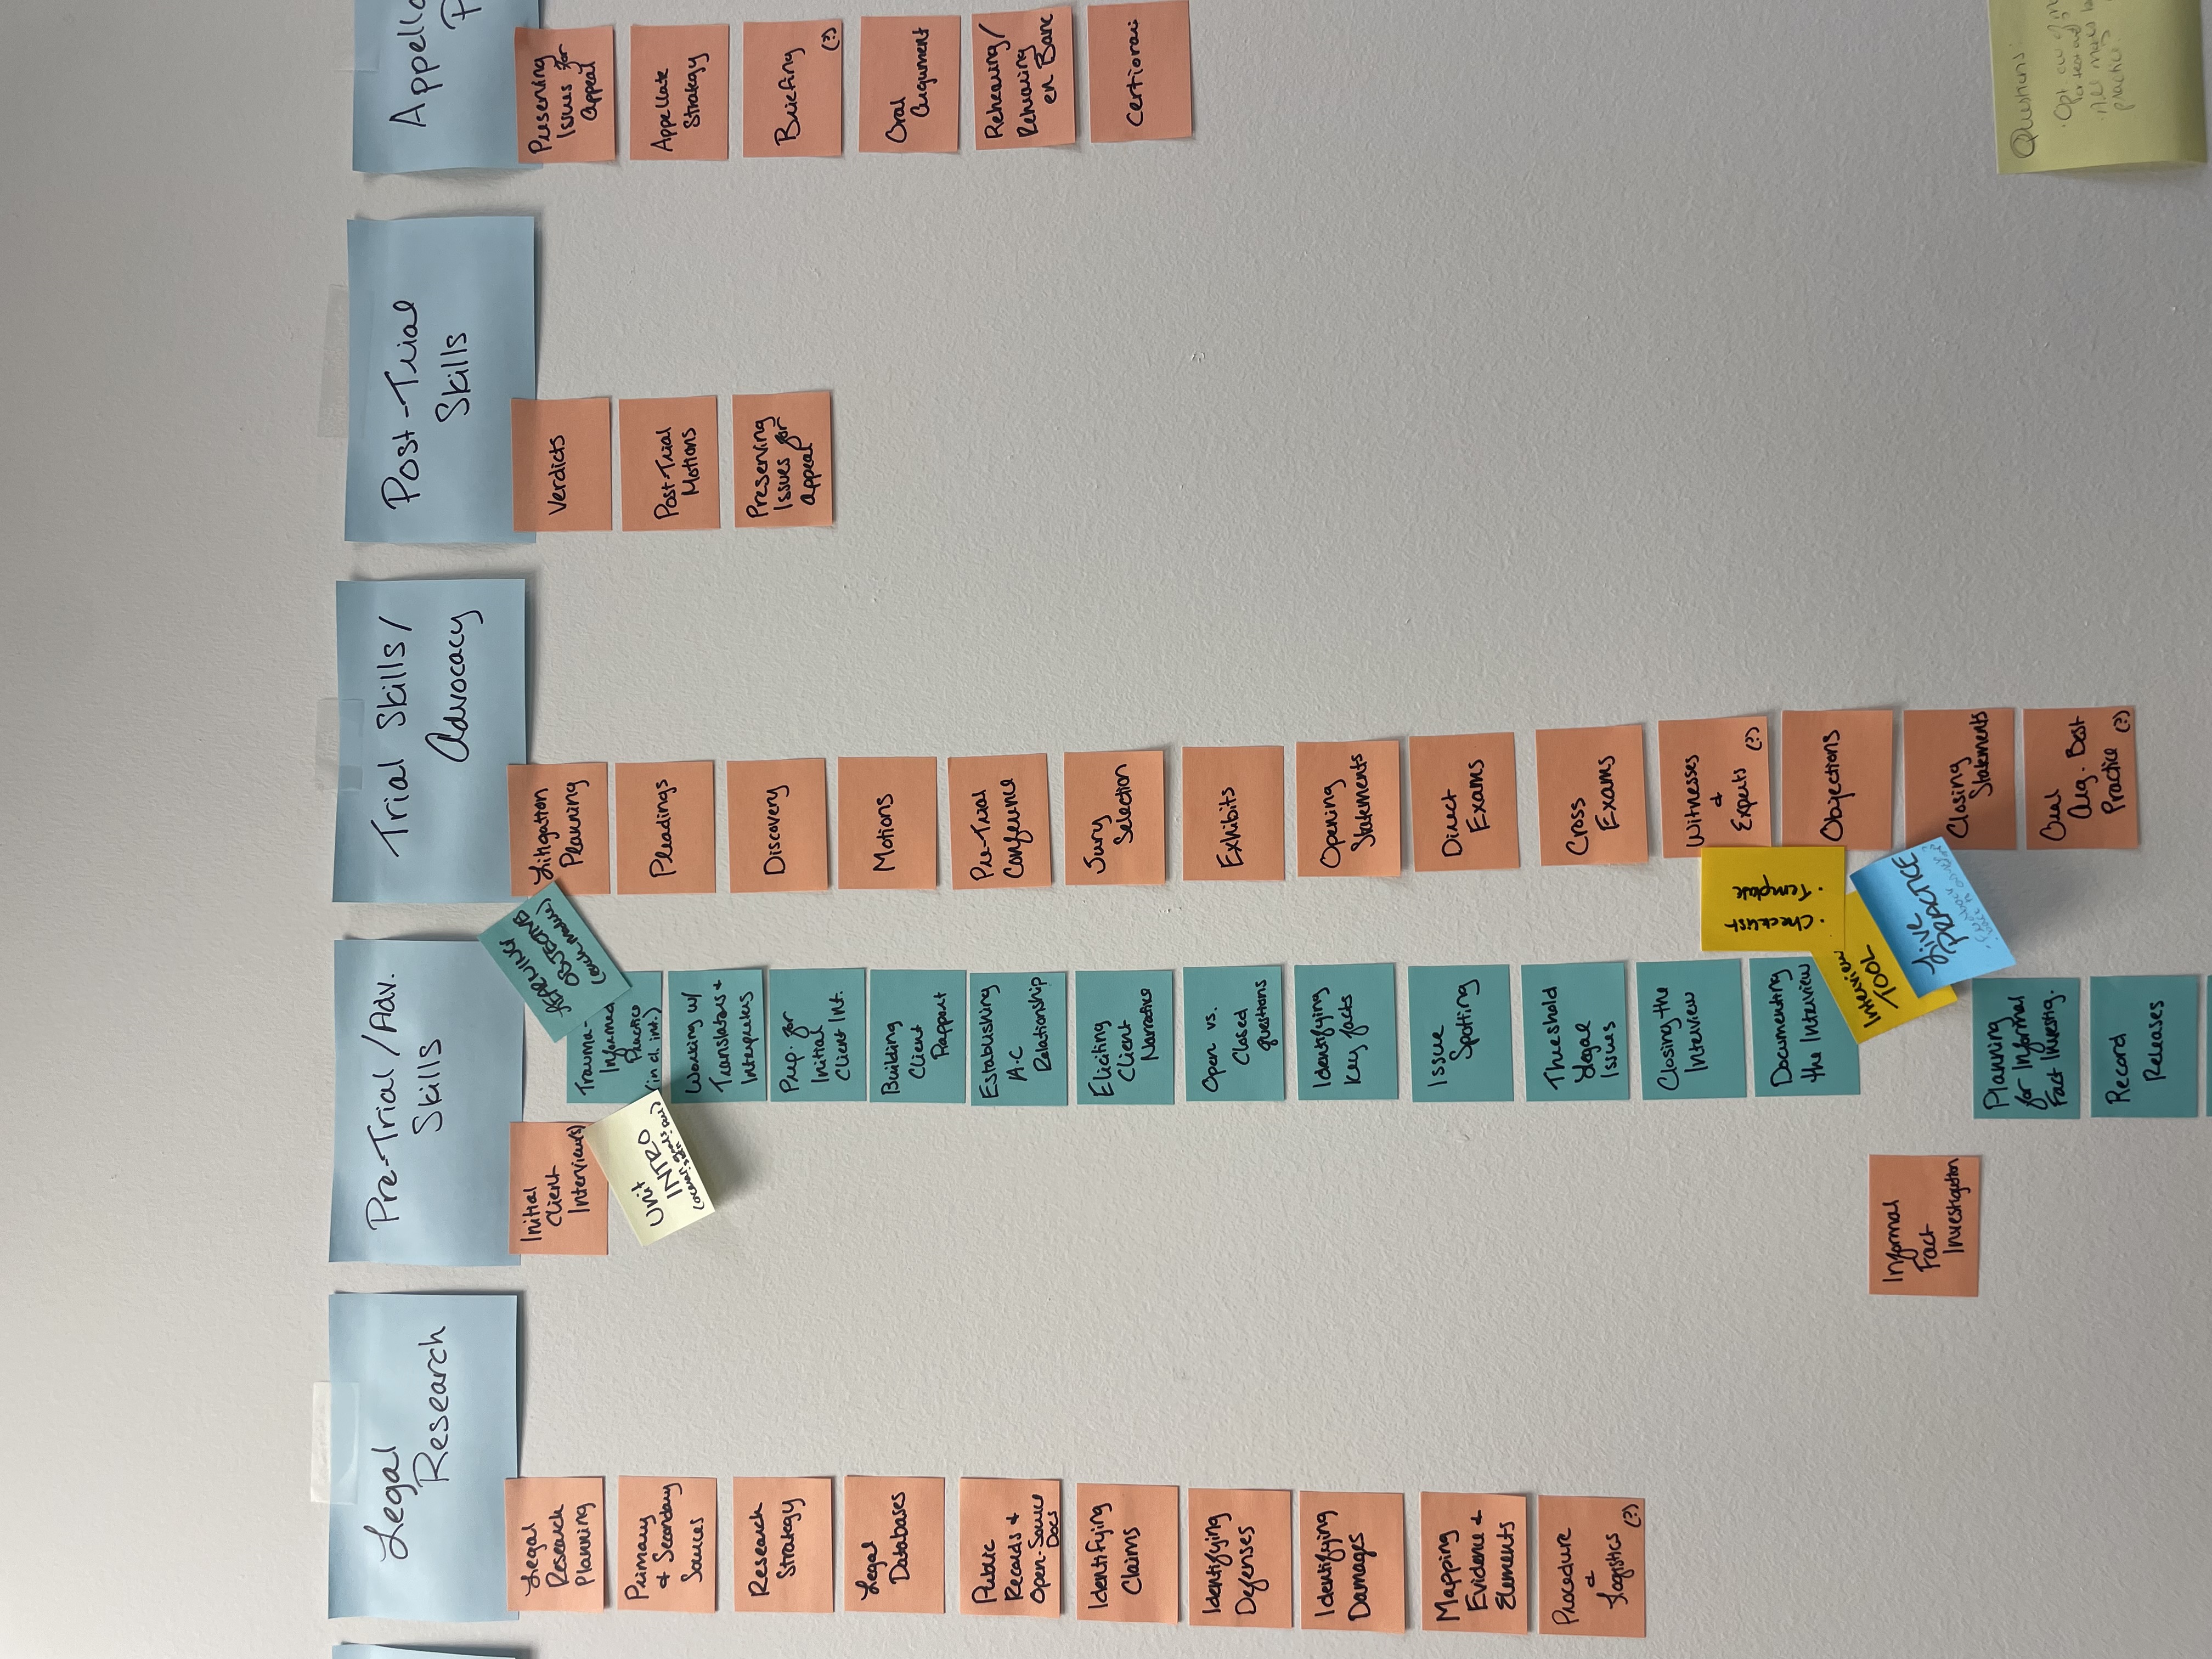 Legal
Research
Legal
Research
Planning
Primary
& Secondary
Sources
Research
Strategy
Legal
Databases
Public
Records &
Open-Source
Docs
Identifying
Claims
Identifying
Defenses
Identifying
Damages
Mapping
Evidence &
Elements
Procedure
&
Logistics
(?)
Pre-Trial/Adv.
Skills
Initial
Client
Interview(s)
Unit
INTRO
LEARNING
OBJECTIVE
(each module)
Trauma-
Informed
Practice
(in cl. int.)
Working w/
Translators &
Interpreters
Prep. for
Initial
Client Int.
Building
Client
Rapport
Establishing
A-C
Relationship
Eliciting
Client
Narrative
Open vs.
Closed
questions
Identifying
Key facts
Issue
Spotting
Threshold
Legal
Issues
Closing the
Interview
Documenting
the Interview
· Checklist
· Template
Interview
TOOL
Live
PRACTICE
· Feedback
Informal
Fact
Investigation
Planning
for Informal
Fact Investig.
Record
Releases
Trial Skills/
Advocacy
Litigation
Planning
Pleadings
Discovery
Motions
Pre-Trial
Conference
Jury
Selection
Exhibits
Opening
Statements
Direct
Exams
Cross
Exams
Witnesses
&
Experts
(?)
Objections
Closing
Statements
Oral
Arg. Best
Practice
(?)
Post-Trial
Skills
Verdicts
Post-Trial
Motions
Preserving
Issues for
Appeal
Appella
P
Preserving
Issues for
Appeal
Appellate
Strategy
Briefing
(?)
Oral
Argument
Rehearing/
Rehearing
en Banc
Certiorari
Questions:
practice?